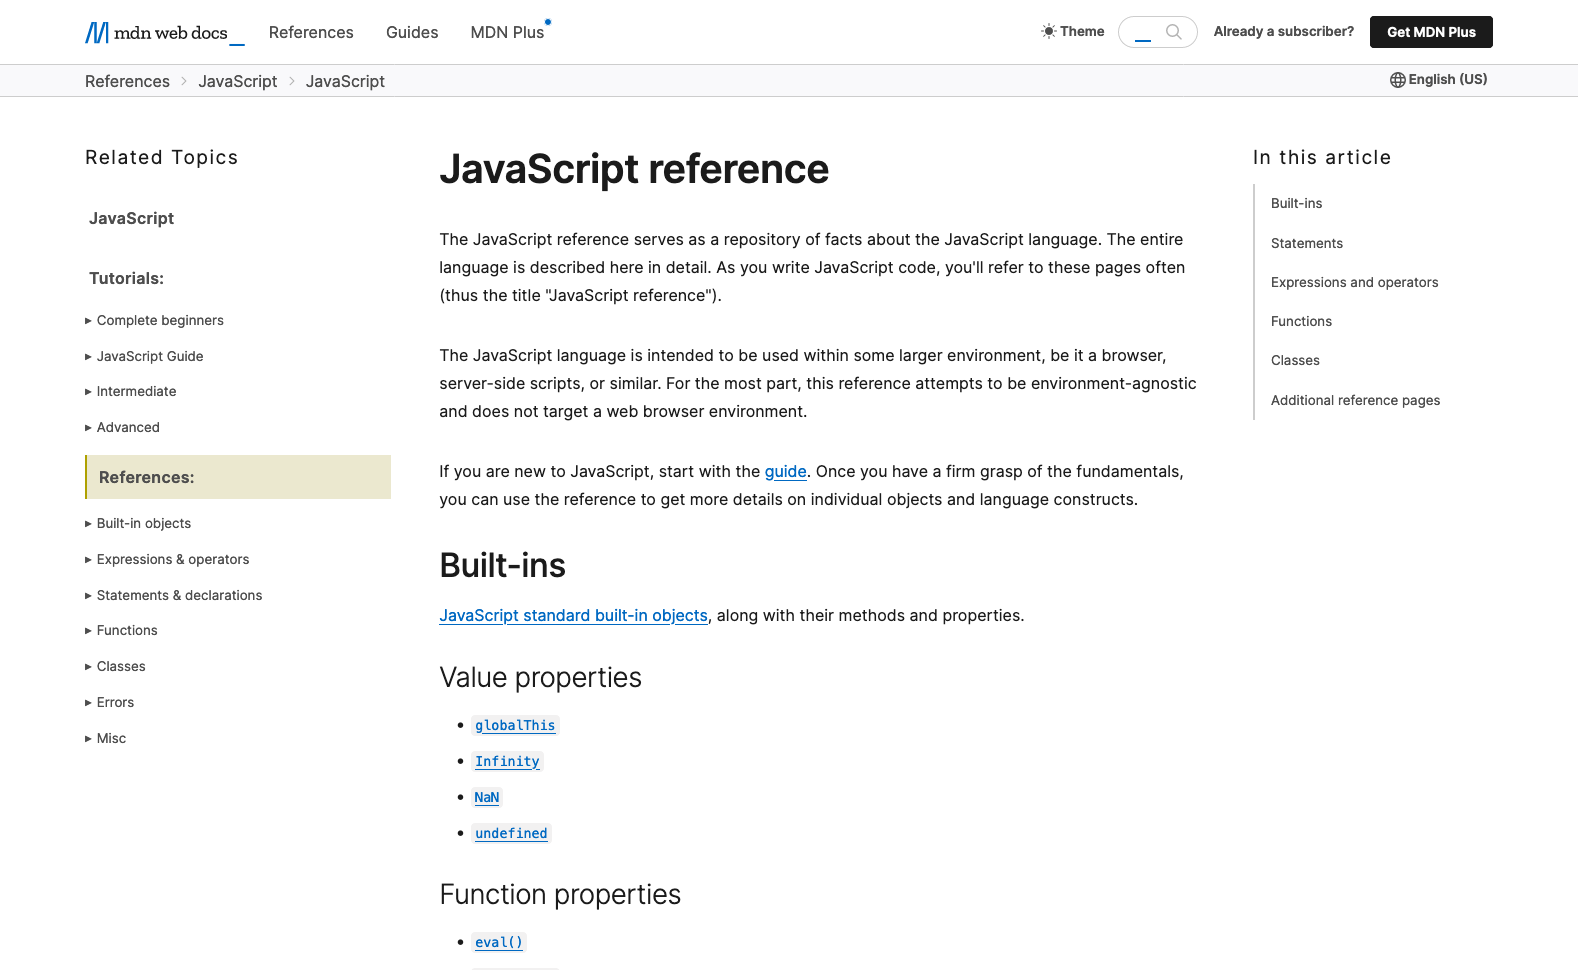 mdn web docs_
References
Guides
MDN Plus
Theme
Already a subscriber?
Get MDN Plus
References
JavaScript
JavaScript
English (US)
Related Topics
JavaScript
Tutorials:
Complete beginners
JavaScript Guide
Intermediate
Advanced
References:
Built-in objects
Expressions & operators
Statements & declarations
Functions
Classes
Errors
Misc
JavaScript reference
The JavaScript reference serves as a repository of facts about the JavaScript language. The entire
language is described here in detail. As you write JavaScript code, you'll refer to these pages often
(thus the title "JavaScript reference").
The JavaScript language is intended to be used within some larger environment, be it a browser,
server-side scripts, or similar. For the most part, this reference attempts to be environment-agnostic
and does not target a web browser environment.
If you are new to JavaScript, start with the guide. Once you have a firm grasp of the fundamentals,
you can use the reference to get more details on individual objects and language constructs.
Built-ins
JavaScript standard built-in objects, along with their methods and properties.
Value properties
globalThis
Infinity
NaN
undefined
Function properties
eval()
In this article
Built-ins
Statements
Expressions and operators
Functions
Classes
Additional reference pages